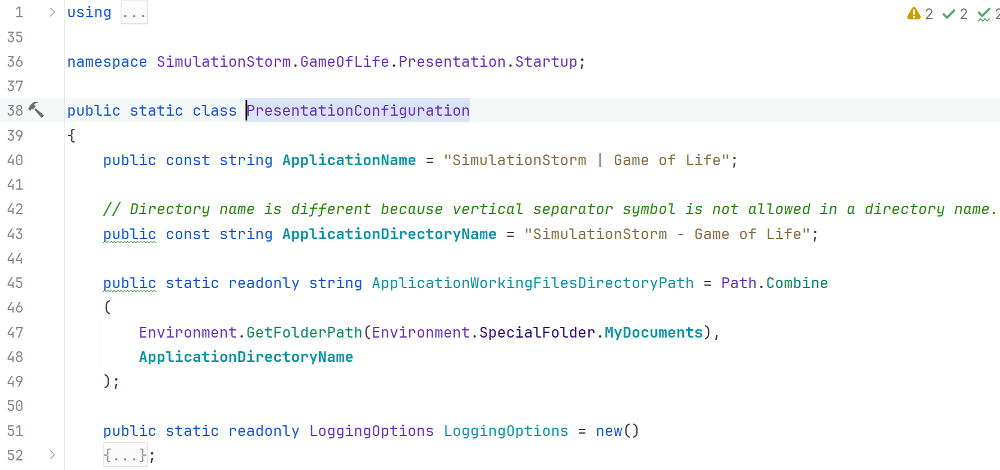 1 using ...
35
36 namespace SimulationStorm.GameOfLife.Presentation.Startup;
37
38 public static class PresentationConfiguration
39 {
40 public const string ApplicationName = "SimulationStorm | Game of Life";
41
42 // Directory name is different because vertical separator symbol is not allowed in a directory name.
43 public const string ApplicationDirectoryName = "SimulationStorm - Game of Life";
44
45 public static readonly string ApplicationWorkingFilesDirectoryPath = Path.Combine
46 (
47 Environment.GetFolderPath(Environment.SpecialFolder.MyDocuments),
48 ApplicationDirectoryName
49 );
50
51 public static readonly LoggingOptions LoggingOptions = new()
52 {...};
2 2